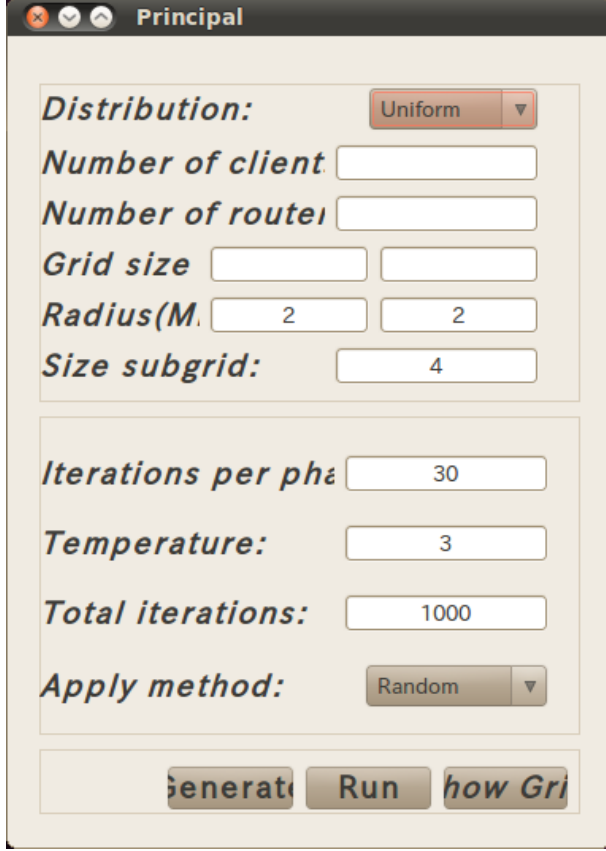 Principal
Distribution: Uniform
Number of client
Number of router
Grid size
Radius(M 2 2
Size subgrid: 4
Iterations per pha 30
Temperature: 3
Total iterations: 1000
Apply method: Random
Generate Run how Gri